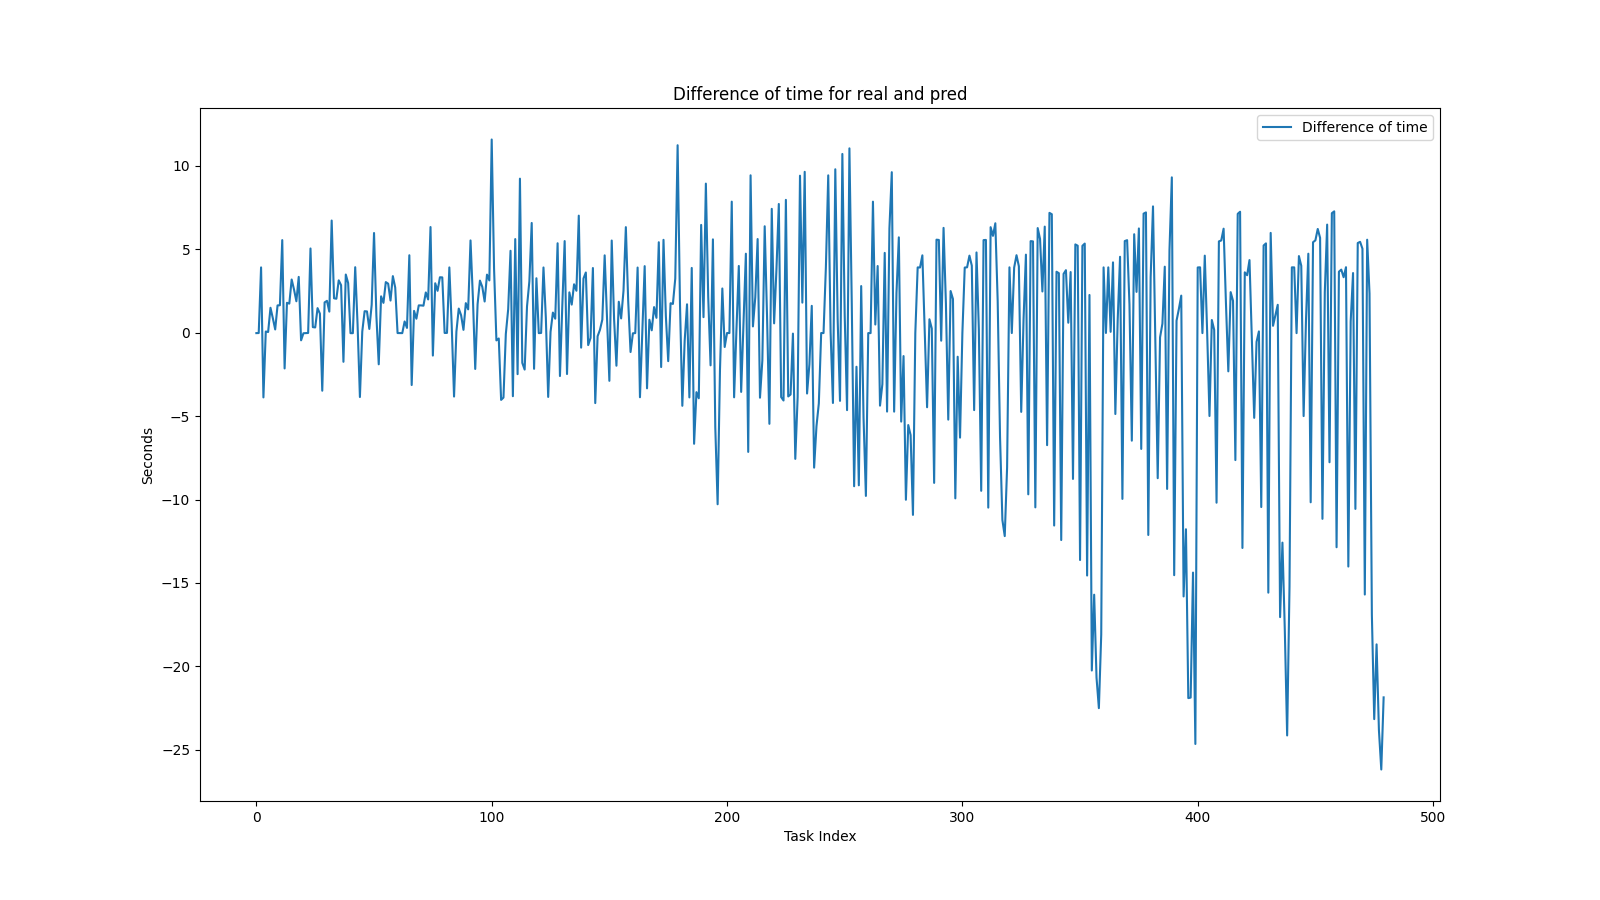 Difference of time for real and pred
Difference of time
10
5
0
−5
−10
−15
−20
−25
Seconds
0 100 200 300 400 500
Task Index